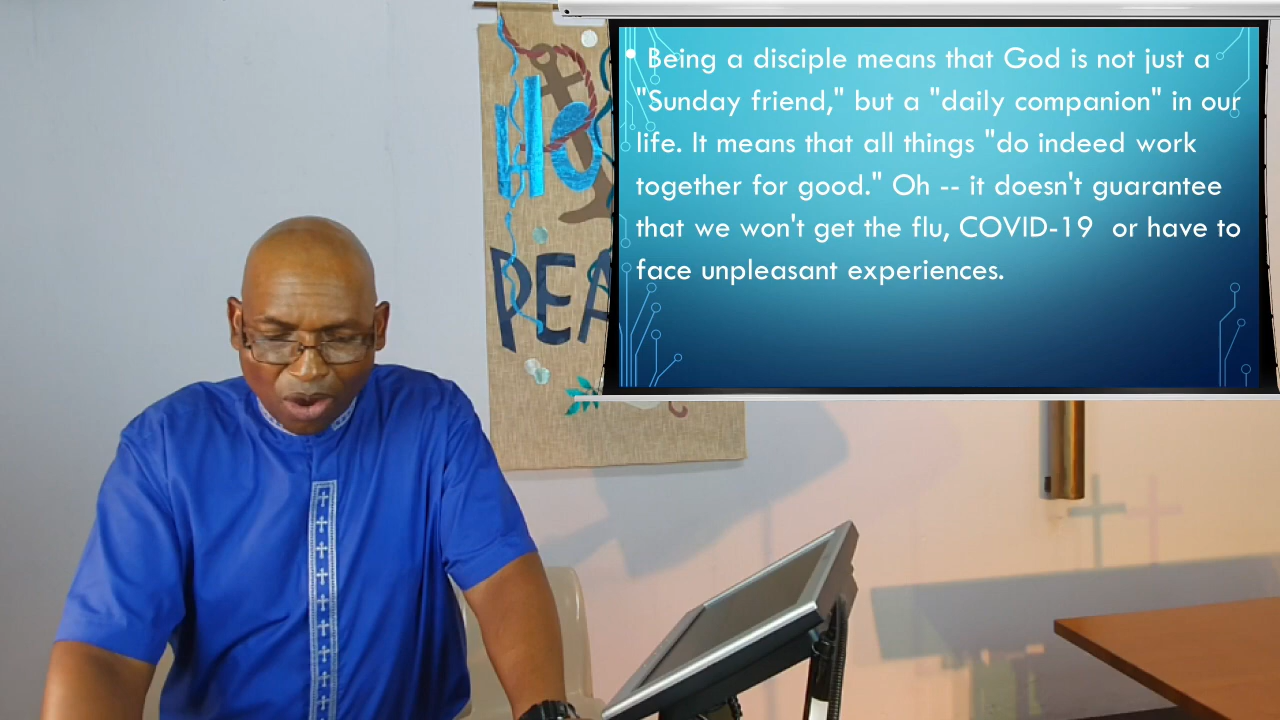 HO
PEA
• Being a disciple means that God is not just a
"Sunday friend," but a "daily companion" in our
life. It means that all things "do indeed work
together for good." Oh -- it doesn't guarantee
that we won't get the flu, COVID-19  or have to
face unpleasant experiences.